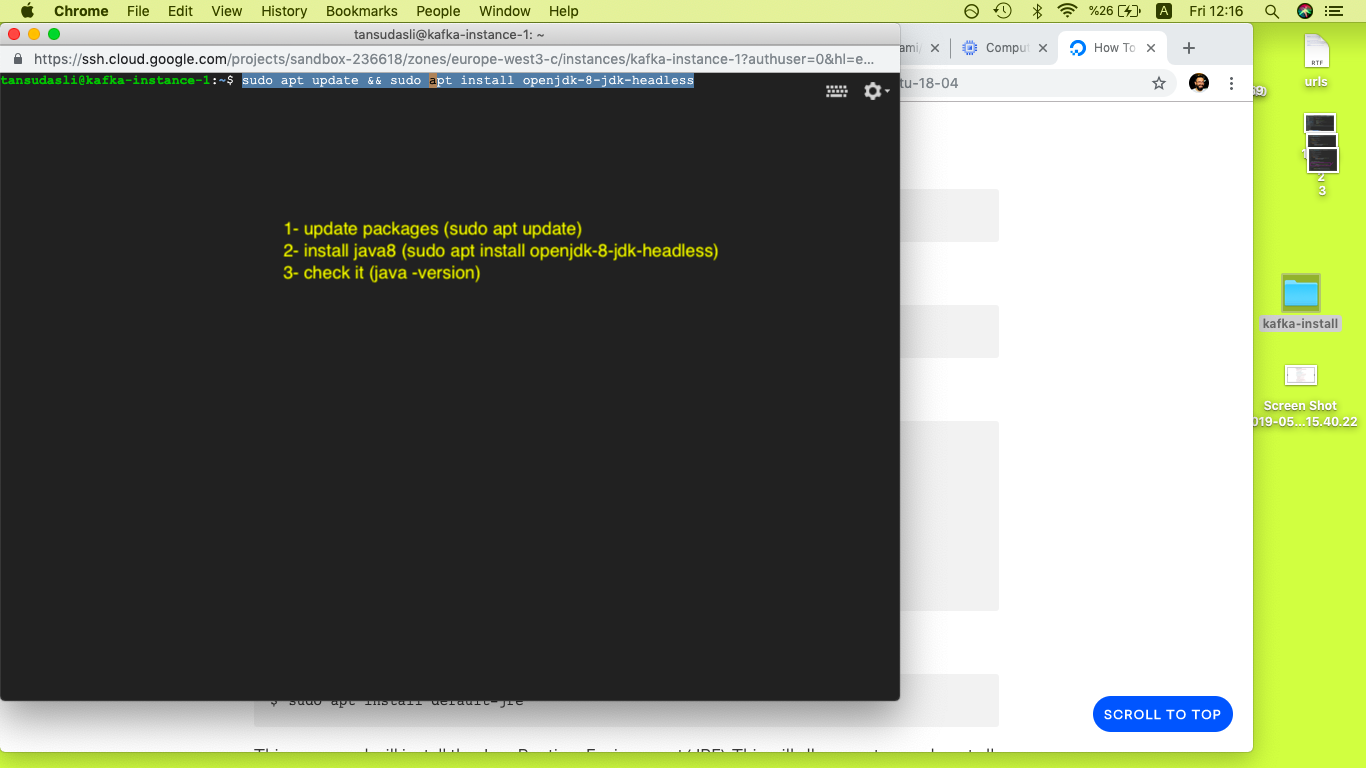 Chrome File Edit View History Bookmarks People Window Help %26 A Fri 12:16
tansudasli@kafka-instance-1: ~
https://ssh.cloud.google.com/projects/sandbox-236618/zones/europe-west3-c/instances/kafka-instance-1?authuser=0&hl=e...
tansudasli@kafka-instance-1:~$ sudo apt update && sudo apt install openjdk-8-jdk-headless
1- update packages (sudo apt update)
2- install java8 (sudo apt install openjdk-8-jdk-headless)
3- check it (java -version)
ami/
Comput
How To
tu-18-04
$ sudo apt install default-jre
SCROLL TO TOP
RTF
urls
2
3
kafka-install
Screen Shot
019-05...15.40.22